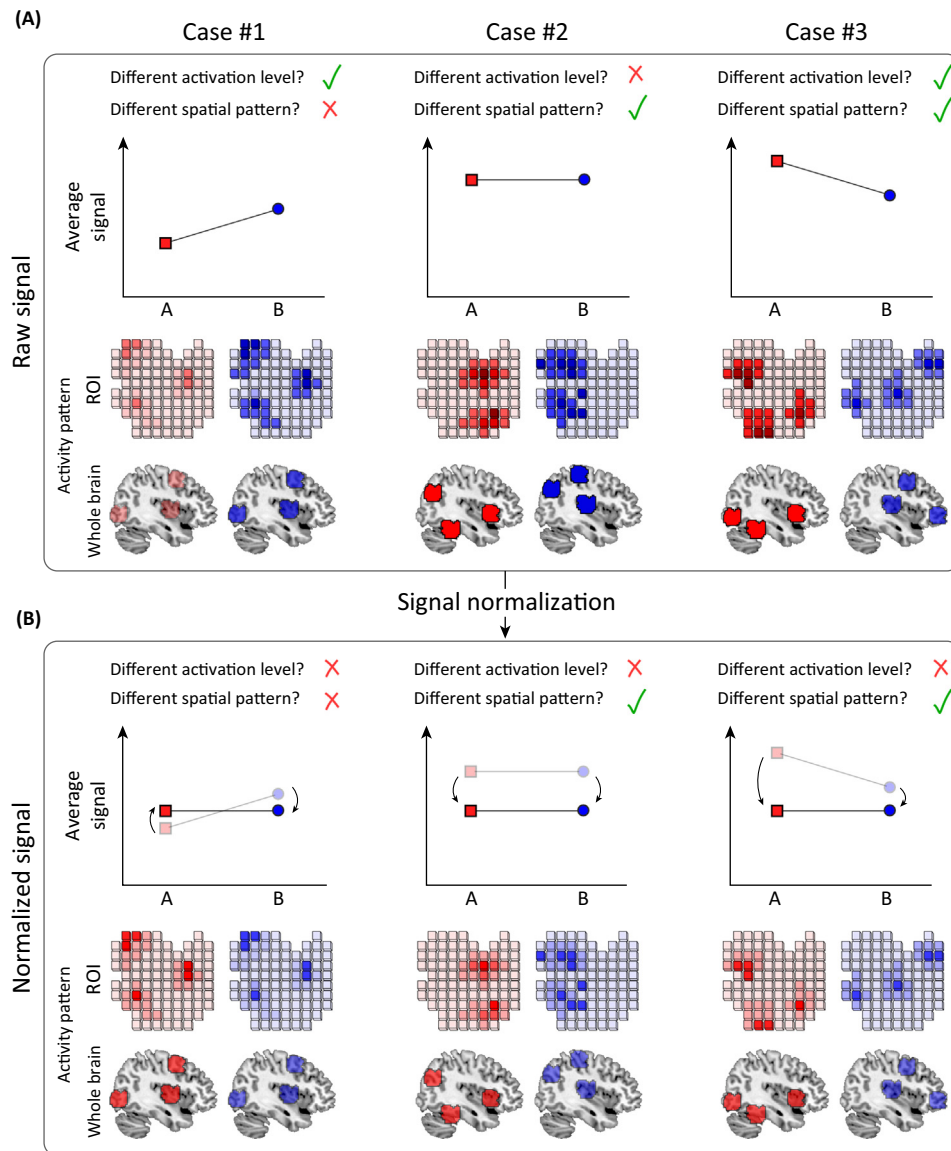 (A)
Case #1
Case #2
Case #3
Different activation level?
Different activation level?
Different activation level?
Different spatial pattern?
Different spatial pattern?
Different spatial pattern?
Raw signal
Average
signal
A
B
A
B
A
B
Activity pattern
ROI
Whole brain
Signal normalization
(B)
Different activation level?
Different activation level?
Different activation level?
Different spatial pattern?
Different spatial pattern?
Different spatial pattern?
Normalized signal
Average
signal
A
B
A
B
A
B
Activity pattern
ROI
Whole brain